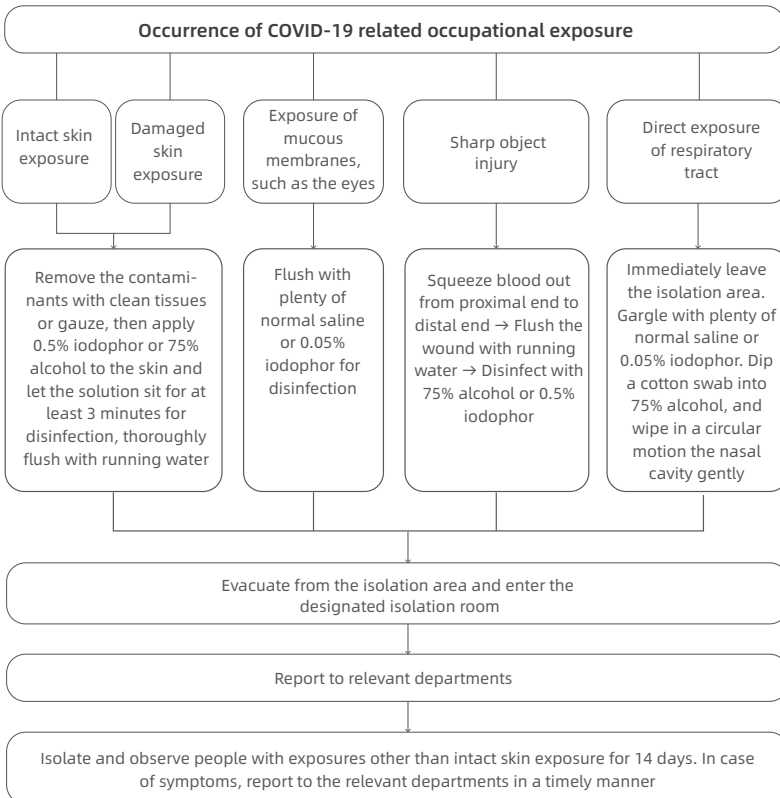 Occurrence of COVID-19 related occupational exposure
Intact skin
exposure
Damaged
skin
exposure
Exposure of
mucous
membranes,
such as the eyes
Sharp object
injury
Direct exposure
of respiratory
tract
Remove the contami-
nants with clean tissues
or gauze, then apply
0.5% iodophor or 75%
alcohol to the skin and
let the solution sit for at
least 3 minutes for
disinfection, thoroughly
flush with running water
Flush with
plenty of
normal saline
or 0.05%
iodophor for
disinfection
Squeeze blood out
from proximal end to
distal end → Flush the
wound with running
water → Disinfect with
75% alcohol or 0.5%
iodophor
Immediately leave
the isolation area.
Gargle with plenty of
normal saline or
0.05% iodophor. Dip
a cotton swab into
75% alcohol, and
wipe in a circular
motion the nasal
cavity gently
Evacuate from the isolation area and enter the
designated isolation room
Report to relevant departments
Isolate and observe people with exposures other than intact skin exposure for 14 days. In case
of symptoms, report to the relevant departments in a timely manner